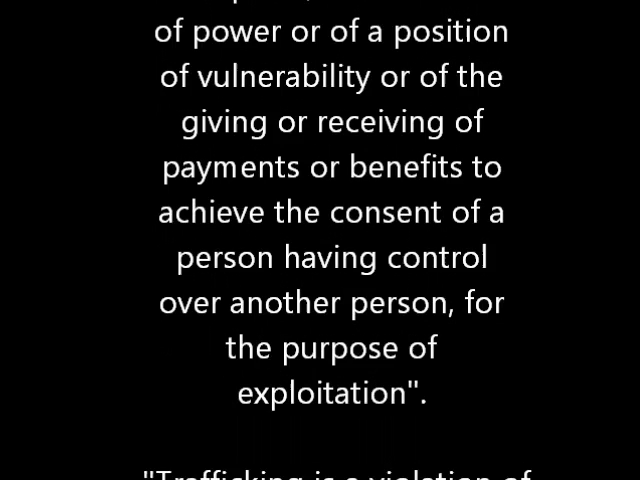 of power or of a position
of vulnerability or of the
giving or receiving of
payments or benefits to
achieve the consent of a
person having control
over another person, for
the purpose of
exploitation".
"Trafficking is a violation of